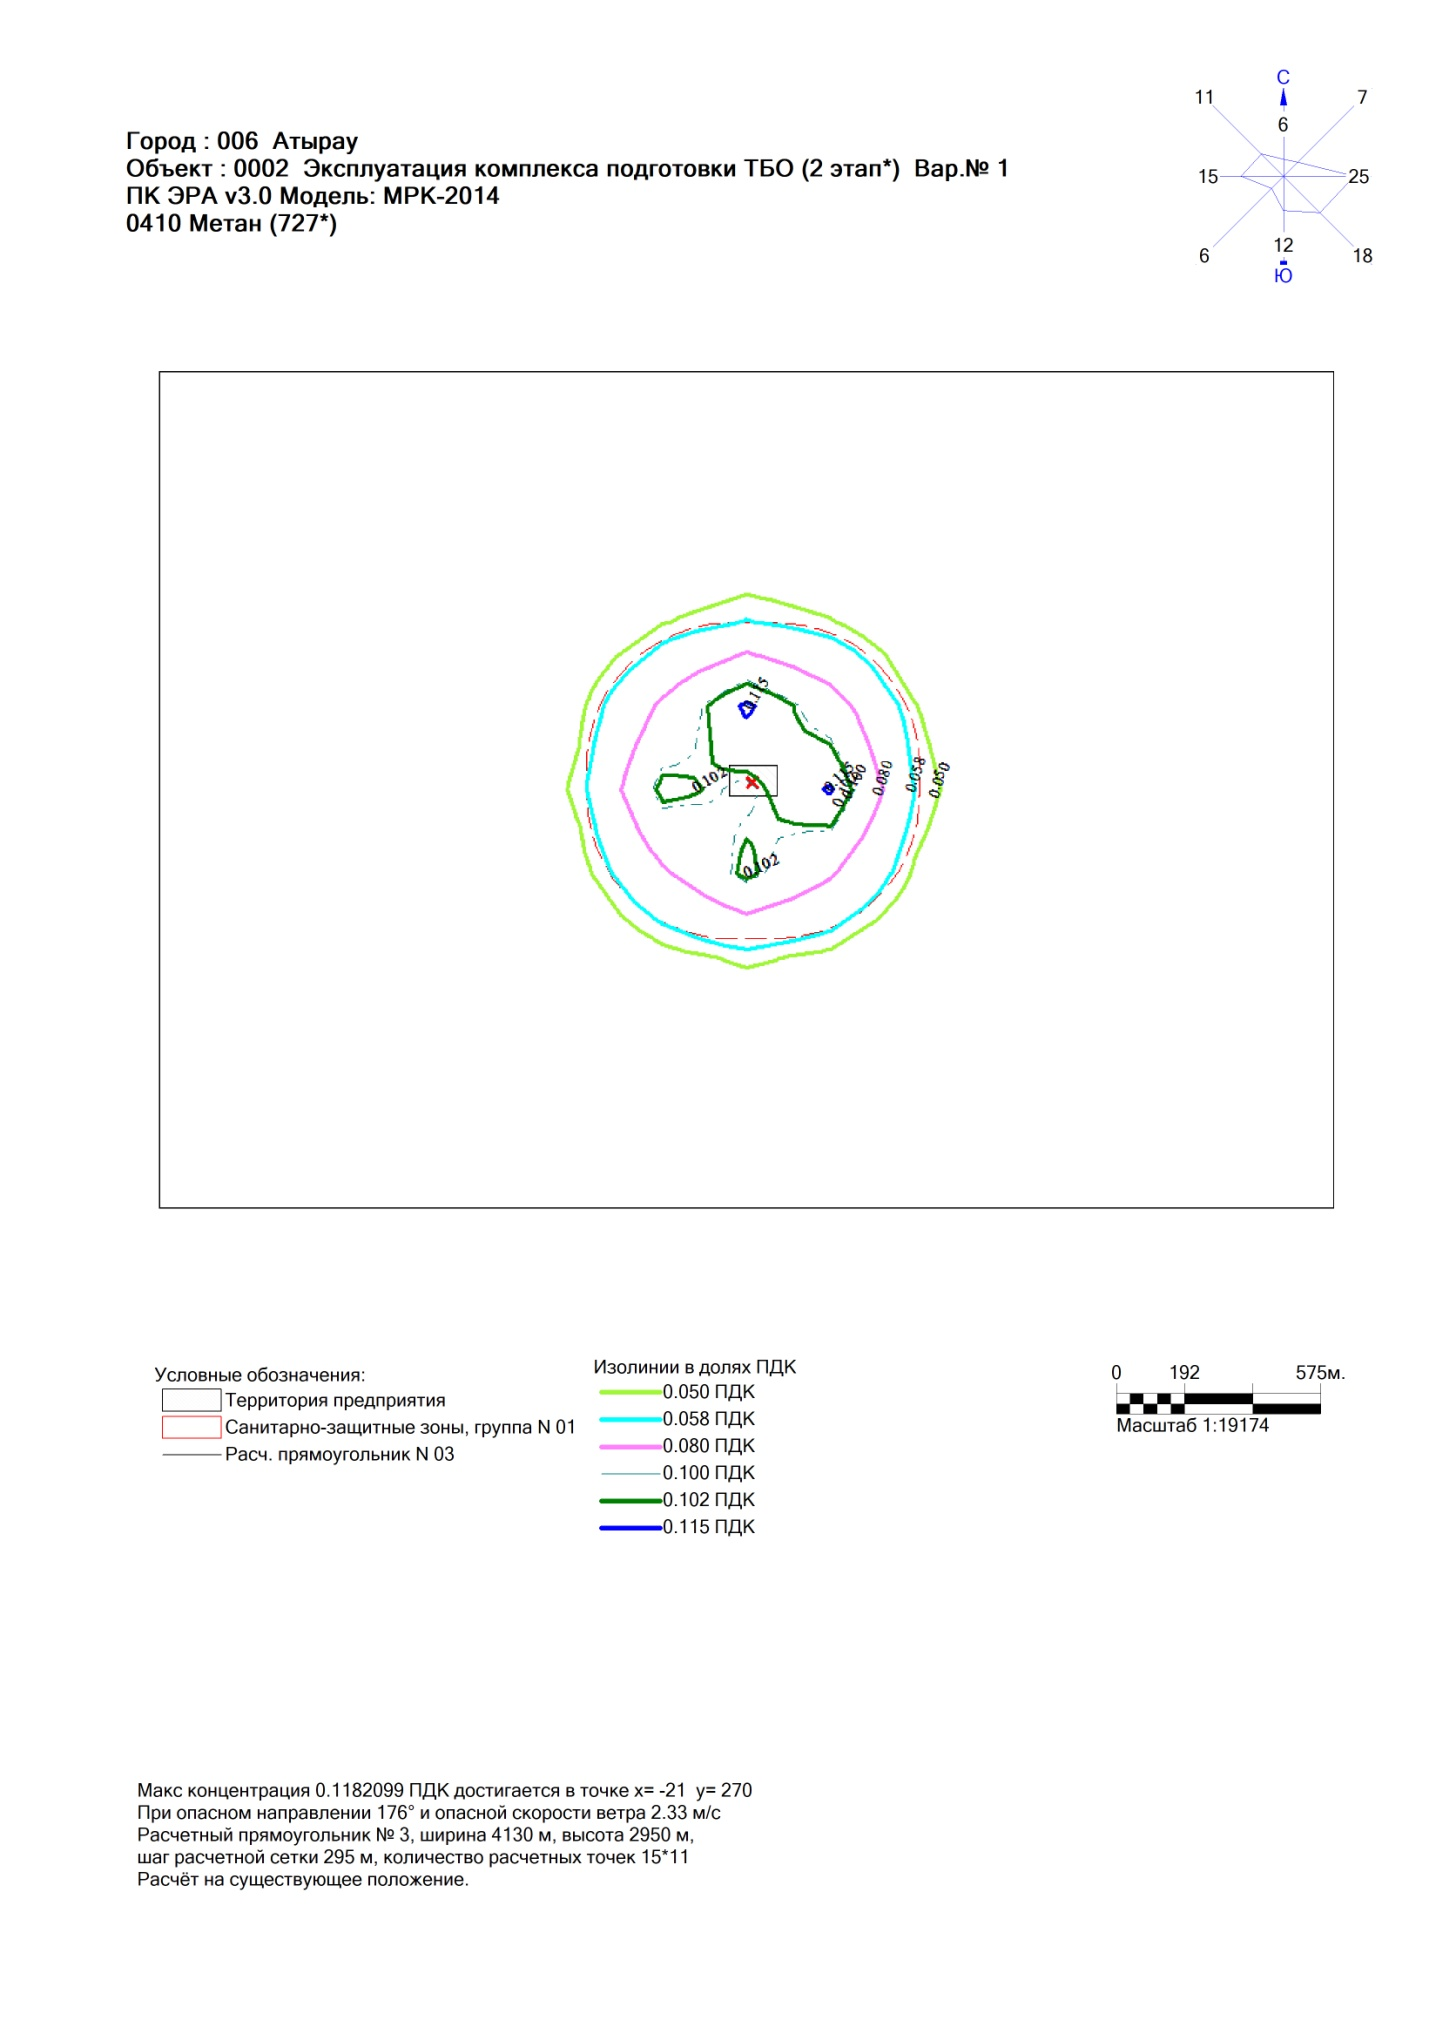 Город : 006 Атырау
Объект : 0002 Эксплуатация комплекса подготовки ТБО (2 этап*) Вар.№ 1
ПК ЭРА v3.0 Модель: МРК-2014
0410 Метан (727*)
С
11
7
6
15
25
6
12
18
Ю
0.115
0.102
0.115
0.100
0.080
0.058
0.050
0.102
Условные обозначения:
Территория предприятия
Санитарно-защитные зоны, группа N 01
Расч. прямоугольник N 03
Изолинии в долях ПДК
0.050 ПДК
0.058 ПДК
0.080 ПДК
0.100 ПДК
0.102 ПДК
0.115 ПДК
0 192 575м.
Масштаб 1:19174
Макс концентрация 0.1182099 ПДК достигается в точке x= -21 y= 270
При опасном направлении 176° и опасной скорости ветра 2.33 м/с
Расчетный прямоугольник № 3, ширина 4130 м, высота 2950 м,
шаг расчетной сетки 295 м, количество расчетных точек 15*11
Расчёт на существующее положение.